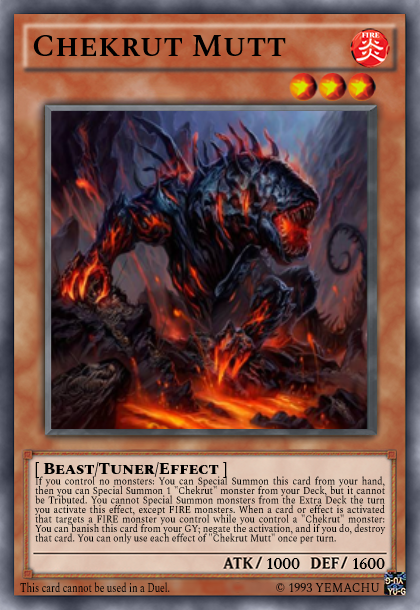 CHEKRUT MUTT
FIRE
炎
[ BEAST/TUNER/EFFECT ]
If you control no monsters: You can Special Summon this card from your hand,
then you can Special Summon 1 "Chekrut" monster from your Deck, but it cannot
be Tributed. You cannot Special Summon monsters from the Extra Deck the turn
you activate this effect, except FIRE monsters. When a card or effect is activated
that targets a FIRE monster you control while you control a "Chekrut" monster:
You can banish this card from your GY; negate the activation, and if you do, destroy
that card. You can only use each effect of "Chekrut Mutt" once per turn.
ATK/ 1000 DEF/ 1600
This card cannot be used in a Duel.
© 1993 YEMACHU
YU-G